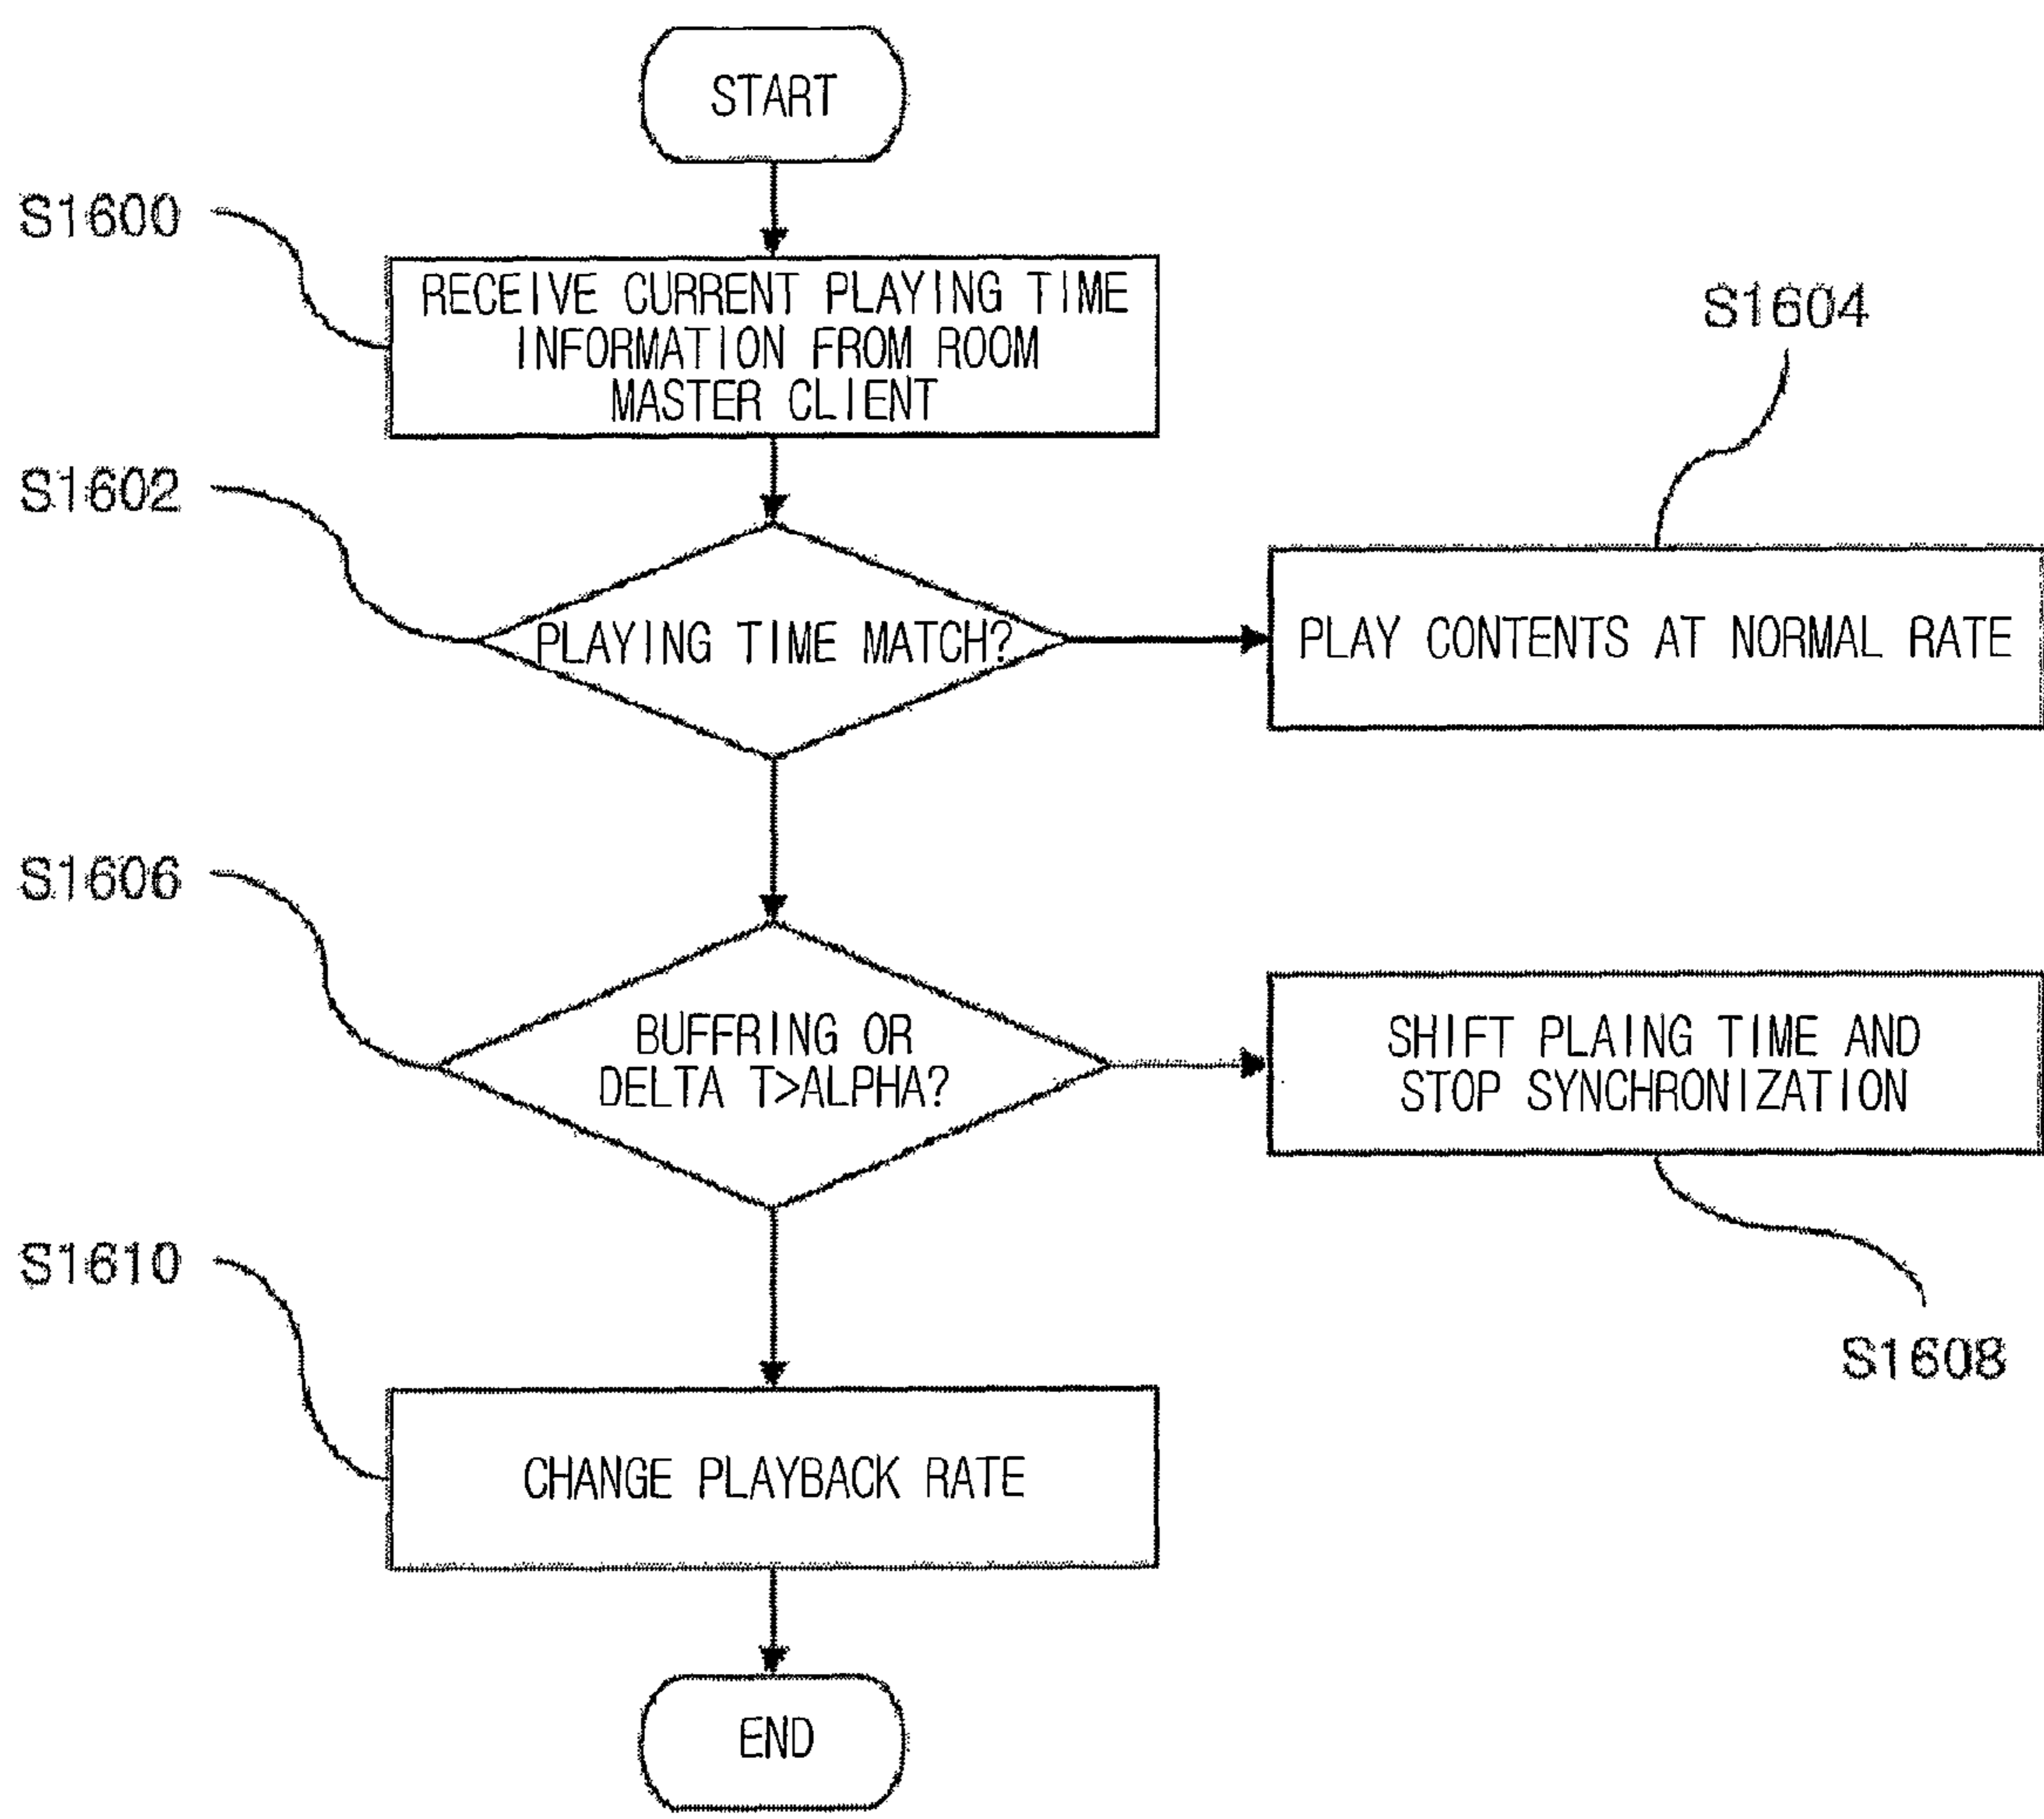 START
S1600
RECEIVE CURRENT PLAYING TIME
INFORMATION FROM ROOM
MASTER CLIENT
S1604
S1602
PLAYING TIME MATCH?
PLAY CONTENTS AT NORMAL RATE
S1606
BUFFRING OR
DELTA T>ALPHA?
SHIFT PLAING TIME AND
STOP SYNCHRONIZATION
S1610
S1608
CHANGE PLAYBACK RATE
END